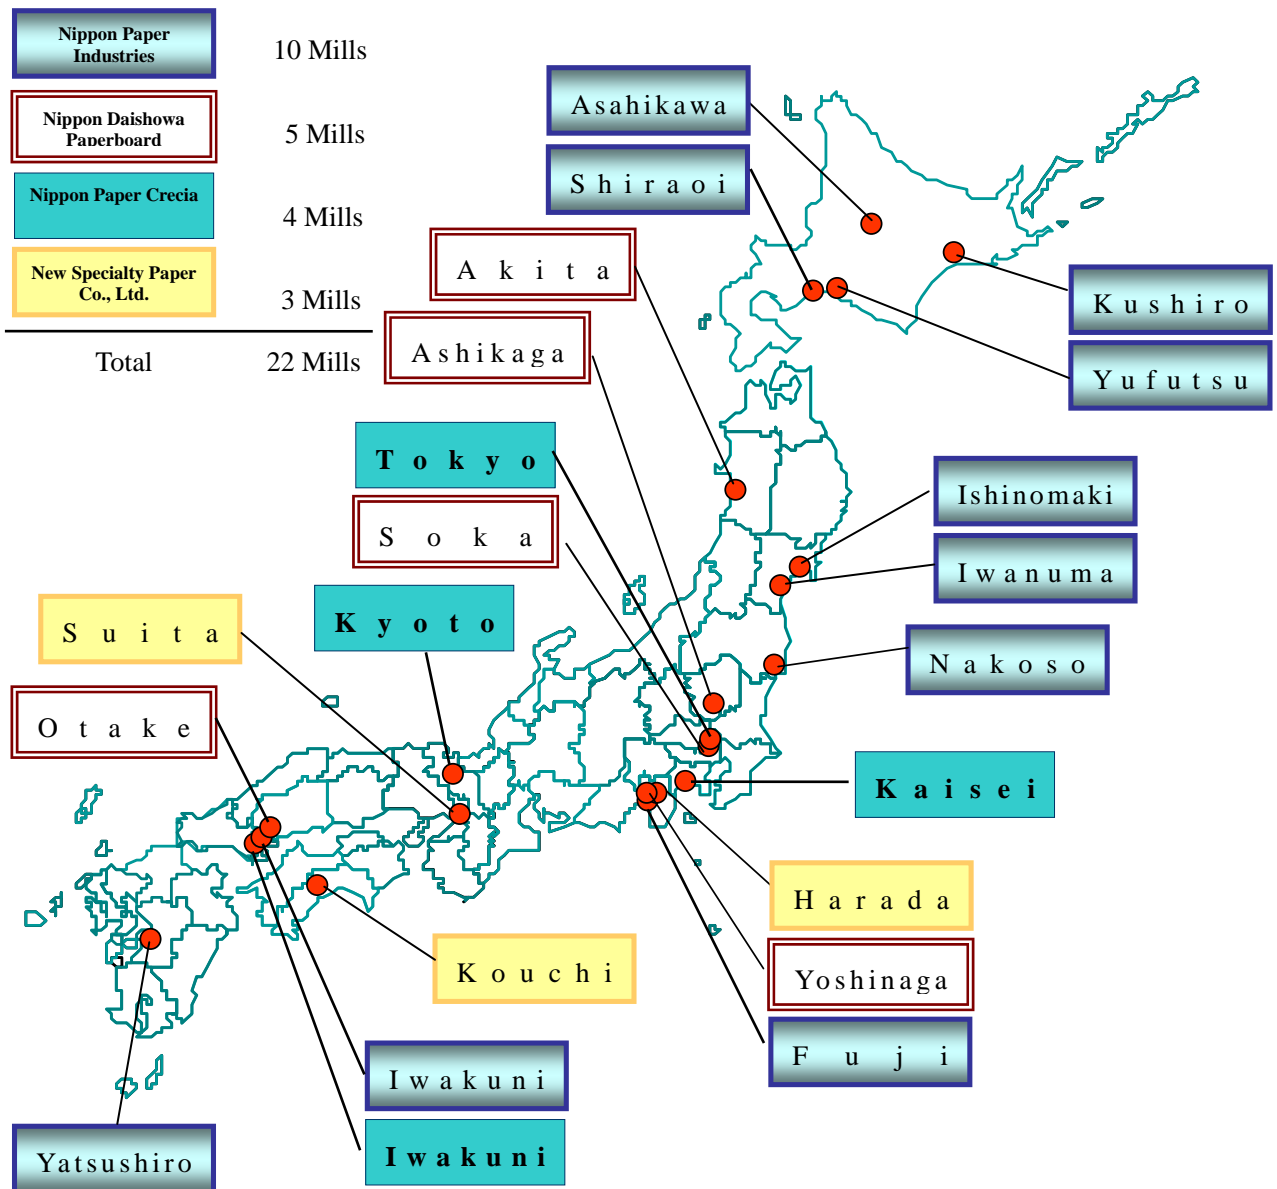 Nippon Paper
Industries
10 Mills
Nippon Daishowa
Paperboard
5 Mills
Nippon Paper Crecia
4 Mills
New Specialty Paper
Co., Ltd.
3 Mills
Total 22 Mills
Asahikawa
Shiraoi
Akita
Ashikaga
Kushiro
Yufutsu
Tokyo
Soka
Ishinomaki
Iwanuma
Suita
Kyoto
Nakoso
Otake
Kaisei
Harada
Kouchi
Yoshinaga
Fuji
Iwakuni
Yatsushiro
Iwakuni